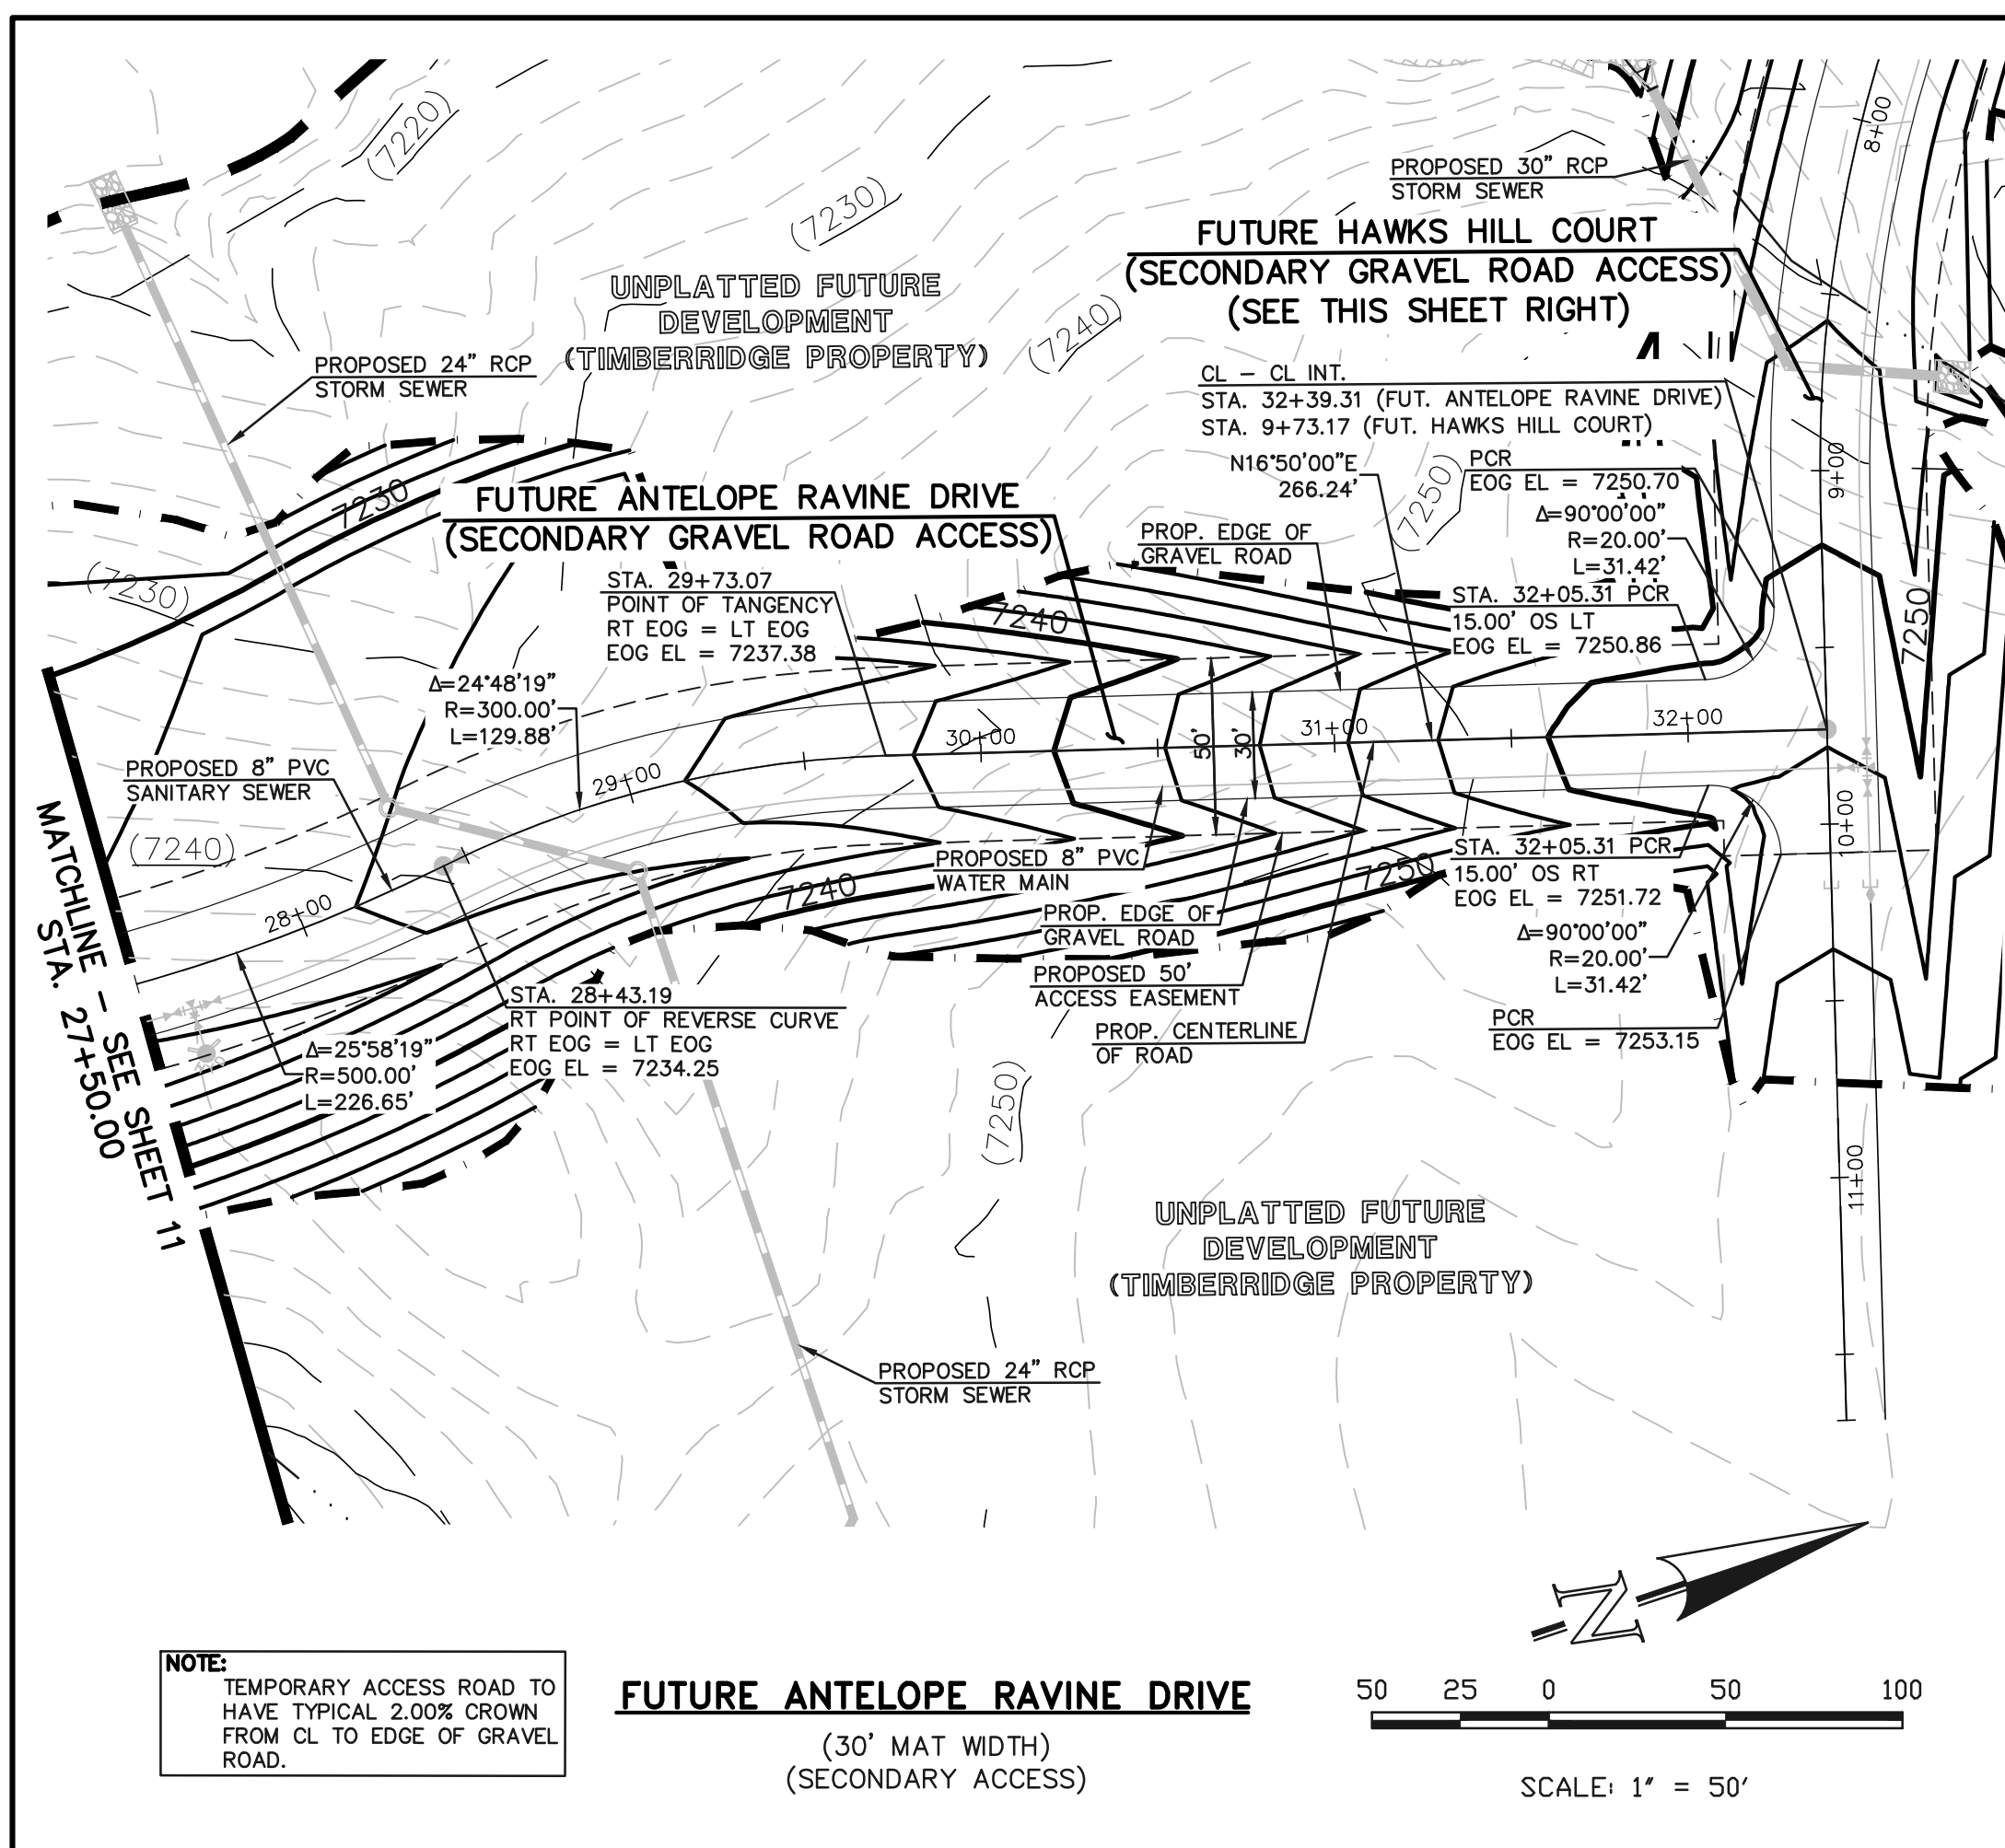 (7220)
(7230)
8+00
PROPOSED 30" RCP
STORM SEWER
FUTURE HAWKS HILL COURT
(SECONDARY GRAVEL ROAD ACCESS)
(SEE THIS SHEET RIGHT)
UNPLATTED FUTURE
DEVELOPMENT
(TIMBERRIDGE PROPERTY)
(7240)
PROPOSED 24" RCP
STORM SEWER
CL - CL INT.
STA. 32+39.31 (FUT. ANTELOPE RAVINE DRIVE)
STA. 9+73.17 (FUT. HAWKS HILL COURT)
N16°50'00"E
266.24'
(7250)
PCR
EOG EL = 7250.70
9+00
7230
FUTURE ANTELOPE RAVINE DRIVE
(SECONDARY GRAVEL ROAD ACCESS)
PROP. EDGE OF
GRAVEL ROAD
Δ=90°00'00"
R=20.00'
L=31.42'
(7230)
STA. 29+73.07
POINT OF TANGENCY
RT EOG = LT EOG
EOG EL = 7237.38
7240
STA. 32+05.31 PCR
15.00' OS LT
EOG EL = 7250.86
7250
Δ=24°48'19"
R=300.00'
L=129.88'
29+00
30+00
31+00
32+00
50'
30'
PROPOSED 8" PVC
SANITARY SEWER
(7240)
28+00
7240
PROPOSED 8" PVC
WATER MAIN
7250
STA. 32+05.31 PCR
15.00' OS RT
EOG EL = 7251.72
10+00
PROP. EDGE OF
GRAVEL ROAD
Δ=90°00'00"
R=20.00'
L=31.42'
PROPOSED 50'
ACCESS EASEMENT
PROP. CENTERLINE
OF ROAD
PCR
EOG EL = 7253.15
MATCHLINE - SEE SHEET 11
STA. 27+50.00
STA. 28+43.19
RT POINT OF REVERSE CURVE
RT EOG = LT EOG
EOG EL = 7234.25
Δ=25°58'19"
R=500.00'
L=226.65'
(7250)
11+00
UNPLATTED FUTURE
DEVELOPMENT
(TIMBERRIDGE PROPERTY)
PROPOSED 24" RCP
STORM SEWER
N
NOTE:
TEMPORARY ACCESS ROAD TO
HAVE TYPICAL 2.00% CROWN
FROM CL TO EDGE OF GRAVEL
ROAD.
FUTURE ANTELOPE RAVINE DRIVE
(30' MAT WIDTH)
(SECONDARY ACCESS)
50 25 0 50 100
SCALE: 1" = 50'